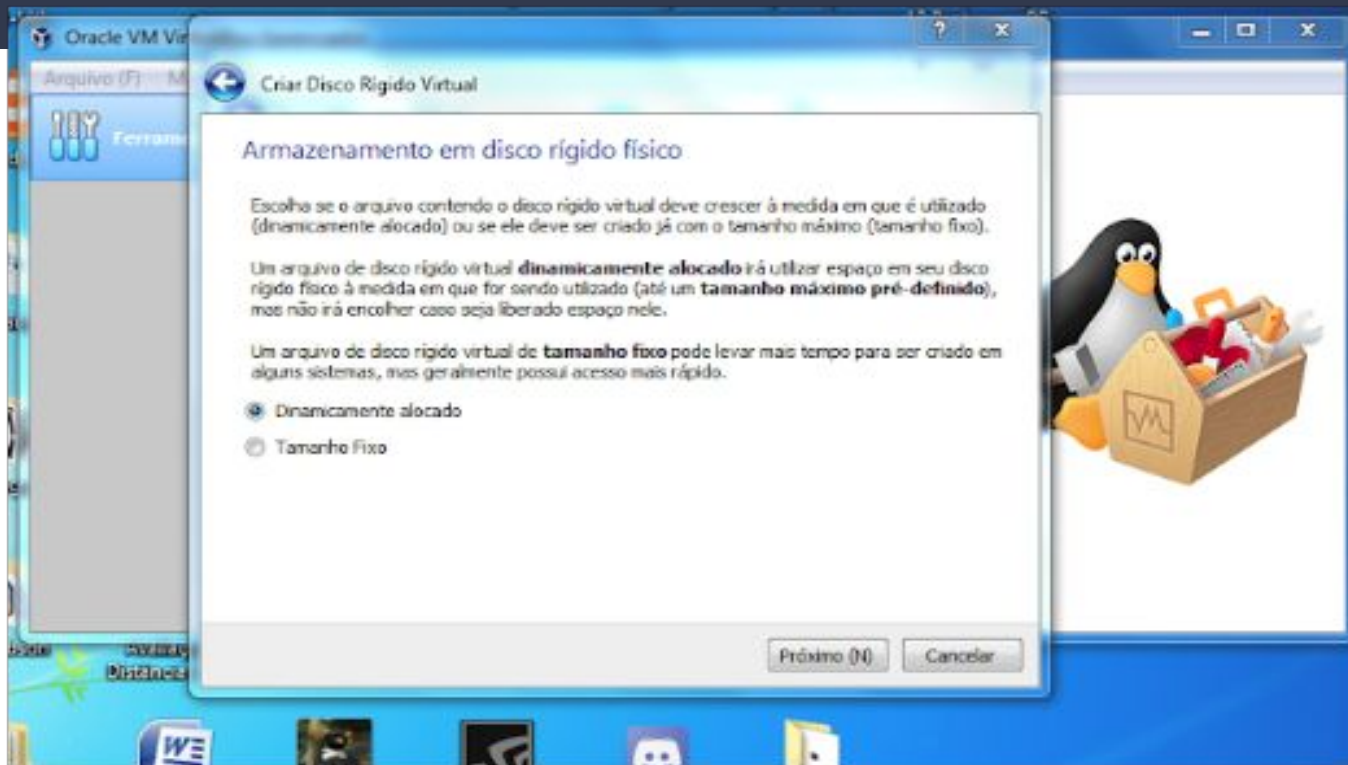 Oracle VM Vir
Arquivo (F) M
Criar Disco Rígido Virtual
Ferrame
Armazenamento em disco rígido físico
Escolha se o arquivo contendo o disco rígido virtual deve crescer à medida em que é utilizado
(dinamicamente alocado) ou se ele deve ser criado já com o tamanho máximo (tamanho fixo).
Um arquivo de disco rígido virtual dinamicamente alocado irá utilizar espaço em seu disco
rígido físico à medida em que for sendo utilizado (até um tamanho máximo pré-definido),
mas não irá encolher caso seja liberado espaço nele.
Um arquivo de disco rígido virtual de tamanho fixo pode levar mais tempo para ser criado em
alguns sistemas, mas geralmente possui acesso mais rápido.
Dinamicamente alocado
Tamanho Fixo
Próximo (N) Cancelar
Distância